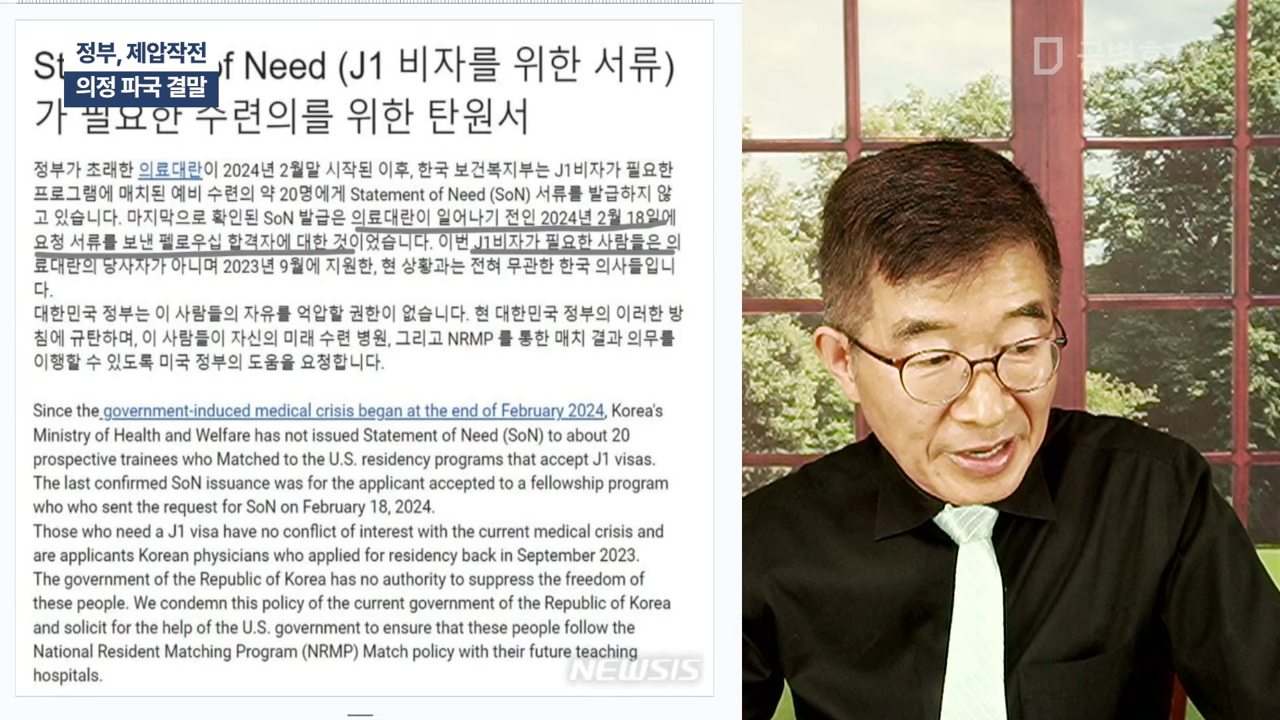 정부, 제압작전
의정 파국 결말
St of Need (J1 비자를 위한 서류)
가 필요한 수련의를 위한 탄원서
정부가 초래한 의료대란이 2024년 2월말 시작된 이후, 한국 보건복지부는 J1비자가 필요한
프로그램에 매치된 예비 수련의 약 20명에게 Statement of Need (SoN) 서류를 발급하지 않
고 있습니다. 마지막으로 확인된 SoN 발급은 의료대란이 일어나기 전인 2024년 2월 18일에
요청 서류를 보낸 펠로우십 합격자에 대한 것이었습니다. 이번 J1비자가 필요한 사람들은 의
료대란의 당사자가 아니며 2023년 9월에 지원한, 현 상황과는 전혀 무관한 한국 의사들입니
다.
대한민국 정부는 이 사람들의 자유를 억압할 권한이 없습니다. 현 대한민국 정부의 이러한 방
침에 규탄하며, 이 사람들이 자신의 미래 수련 병원, 그리고 NRMP 를 통한 매치 결과 의무를
이행할 수 있도록 미국 정부의 도움을 요청합니다.
Since the government-induced medical crisis began at the end of February 2024, Korea's
Ministry of Health and Welfare has not issued Statement of Need (SoN) to about 20
prospective trainees who Matched to the U.S. residency programs that accept J1 visas.
The last confirmed SoN issuance was for the applicant accepted to a fellowship program
who who sent the request for SoN on February 18, 2024.
Those who need a J1 visa have no conflict of interest with the current medical crisis and
are applicants Korean physicians who applied for residency back in September 2023.
The government of the Republic of Korea has no authority to suppress the freedom of
these people. We condemn this policy of the current government of the Republic of Korea
and solicit for the help of the U.S. government to ensure that these people follow the
National Resident Matching Program (NRMP) Match policy with their future teaching
hospitals.
NEWSIS